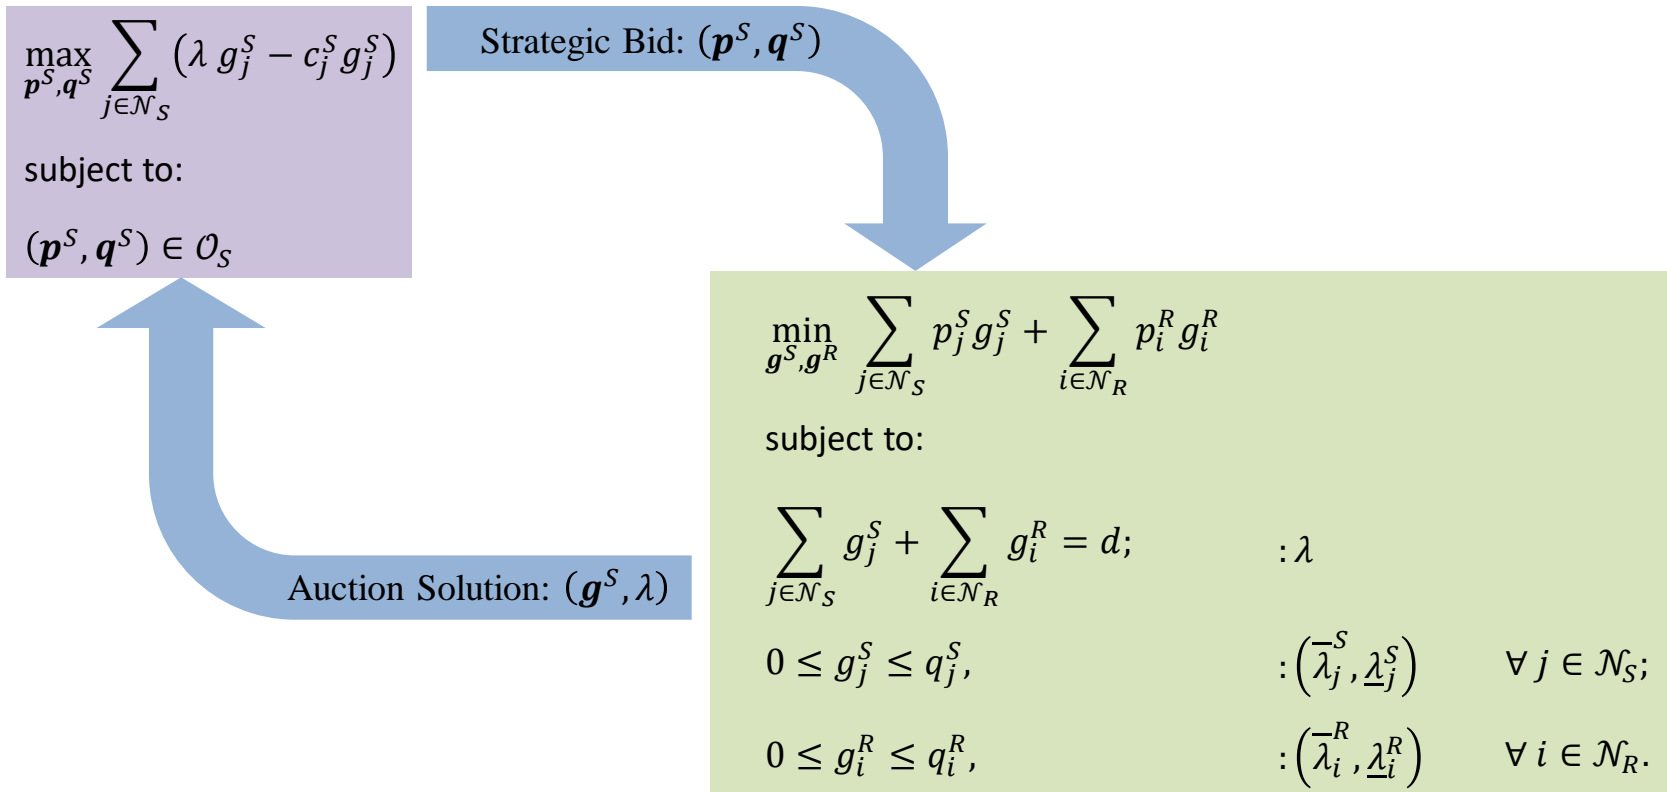 max_{𝒑^S,𝒒^S} ∑_{j∈𝒩_S} (λ g_j^S − c_j^S g_j^S)
subject to:
(𝒑^S, 𝒒^S) ∈ 𝒪_S
Strategic Bid: (𝒑^S, 𝒒^S)
Auction Solution: (𝒈^S, λ)
min_{𝒈^S,𝒈^R} ∑_{j∈𝒩_S} p_j^S g_j^S + ∑_{i∈𝒩_R} p_i^R g_i^R
subject to:
∑_{j∈𝒩_S} g_j^S + ∑_{i∈𝒩_R} g_i^R = d; : λ
0 ≤ g_j^S ≤ q_j^S, : (λ̅_j^S, λ̲_j^S) ∀ j ∈ 𝒩_S;
0 ≤ g_i^R ≤ q_i^R, : (λ̅_i^R, λ̲_i^R) ∀ i ∈ 𝒩_R.